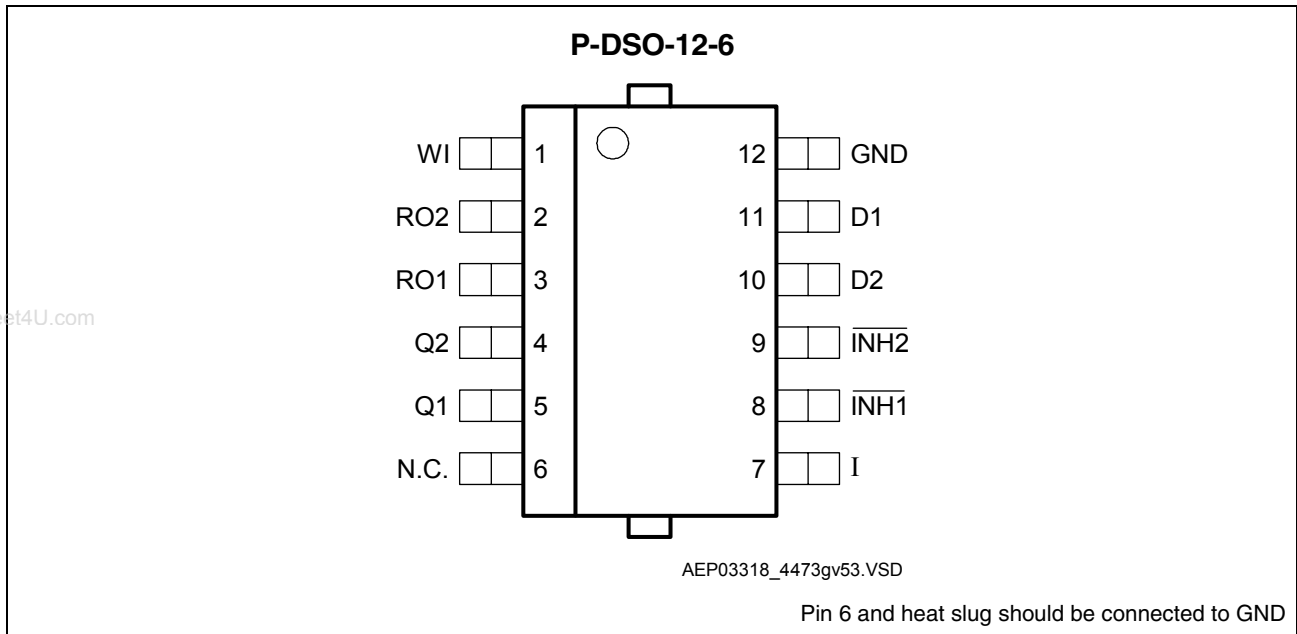 P-DSO-12-6
WI 1 12 GND
RO2 2 11 D1
RO1 3 10 D2
eet4U.com
Q2 4 9 INH2
Q1 5 8 INH1
N.C. 6 7 I
AEP03318_4473gv53.VSD
Pin 6 and heat slug should be connected to GND